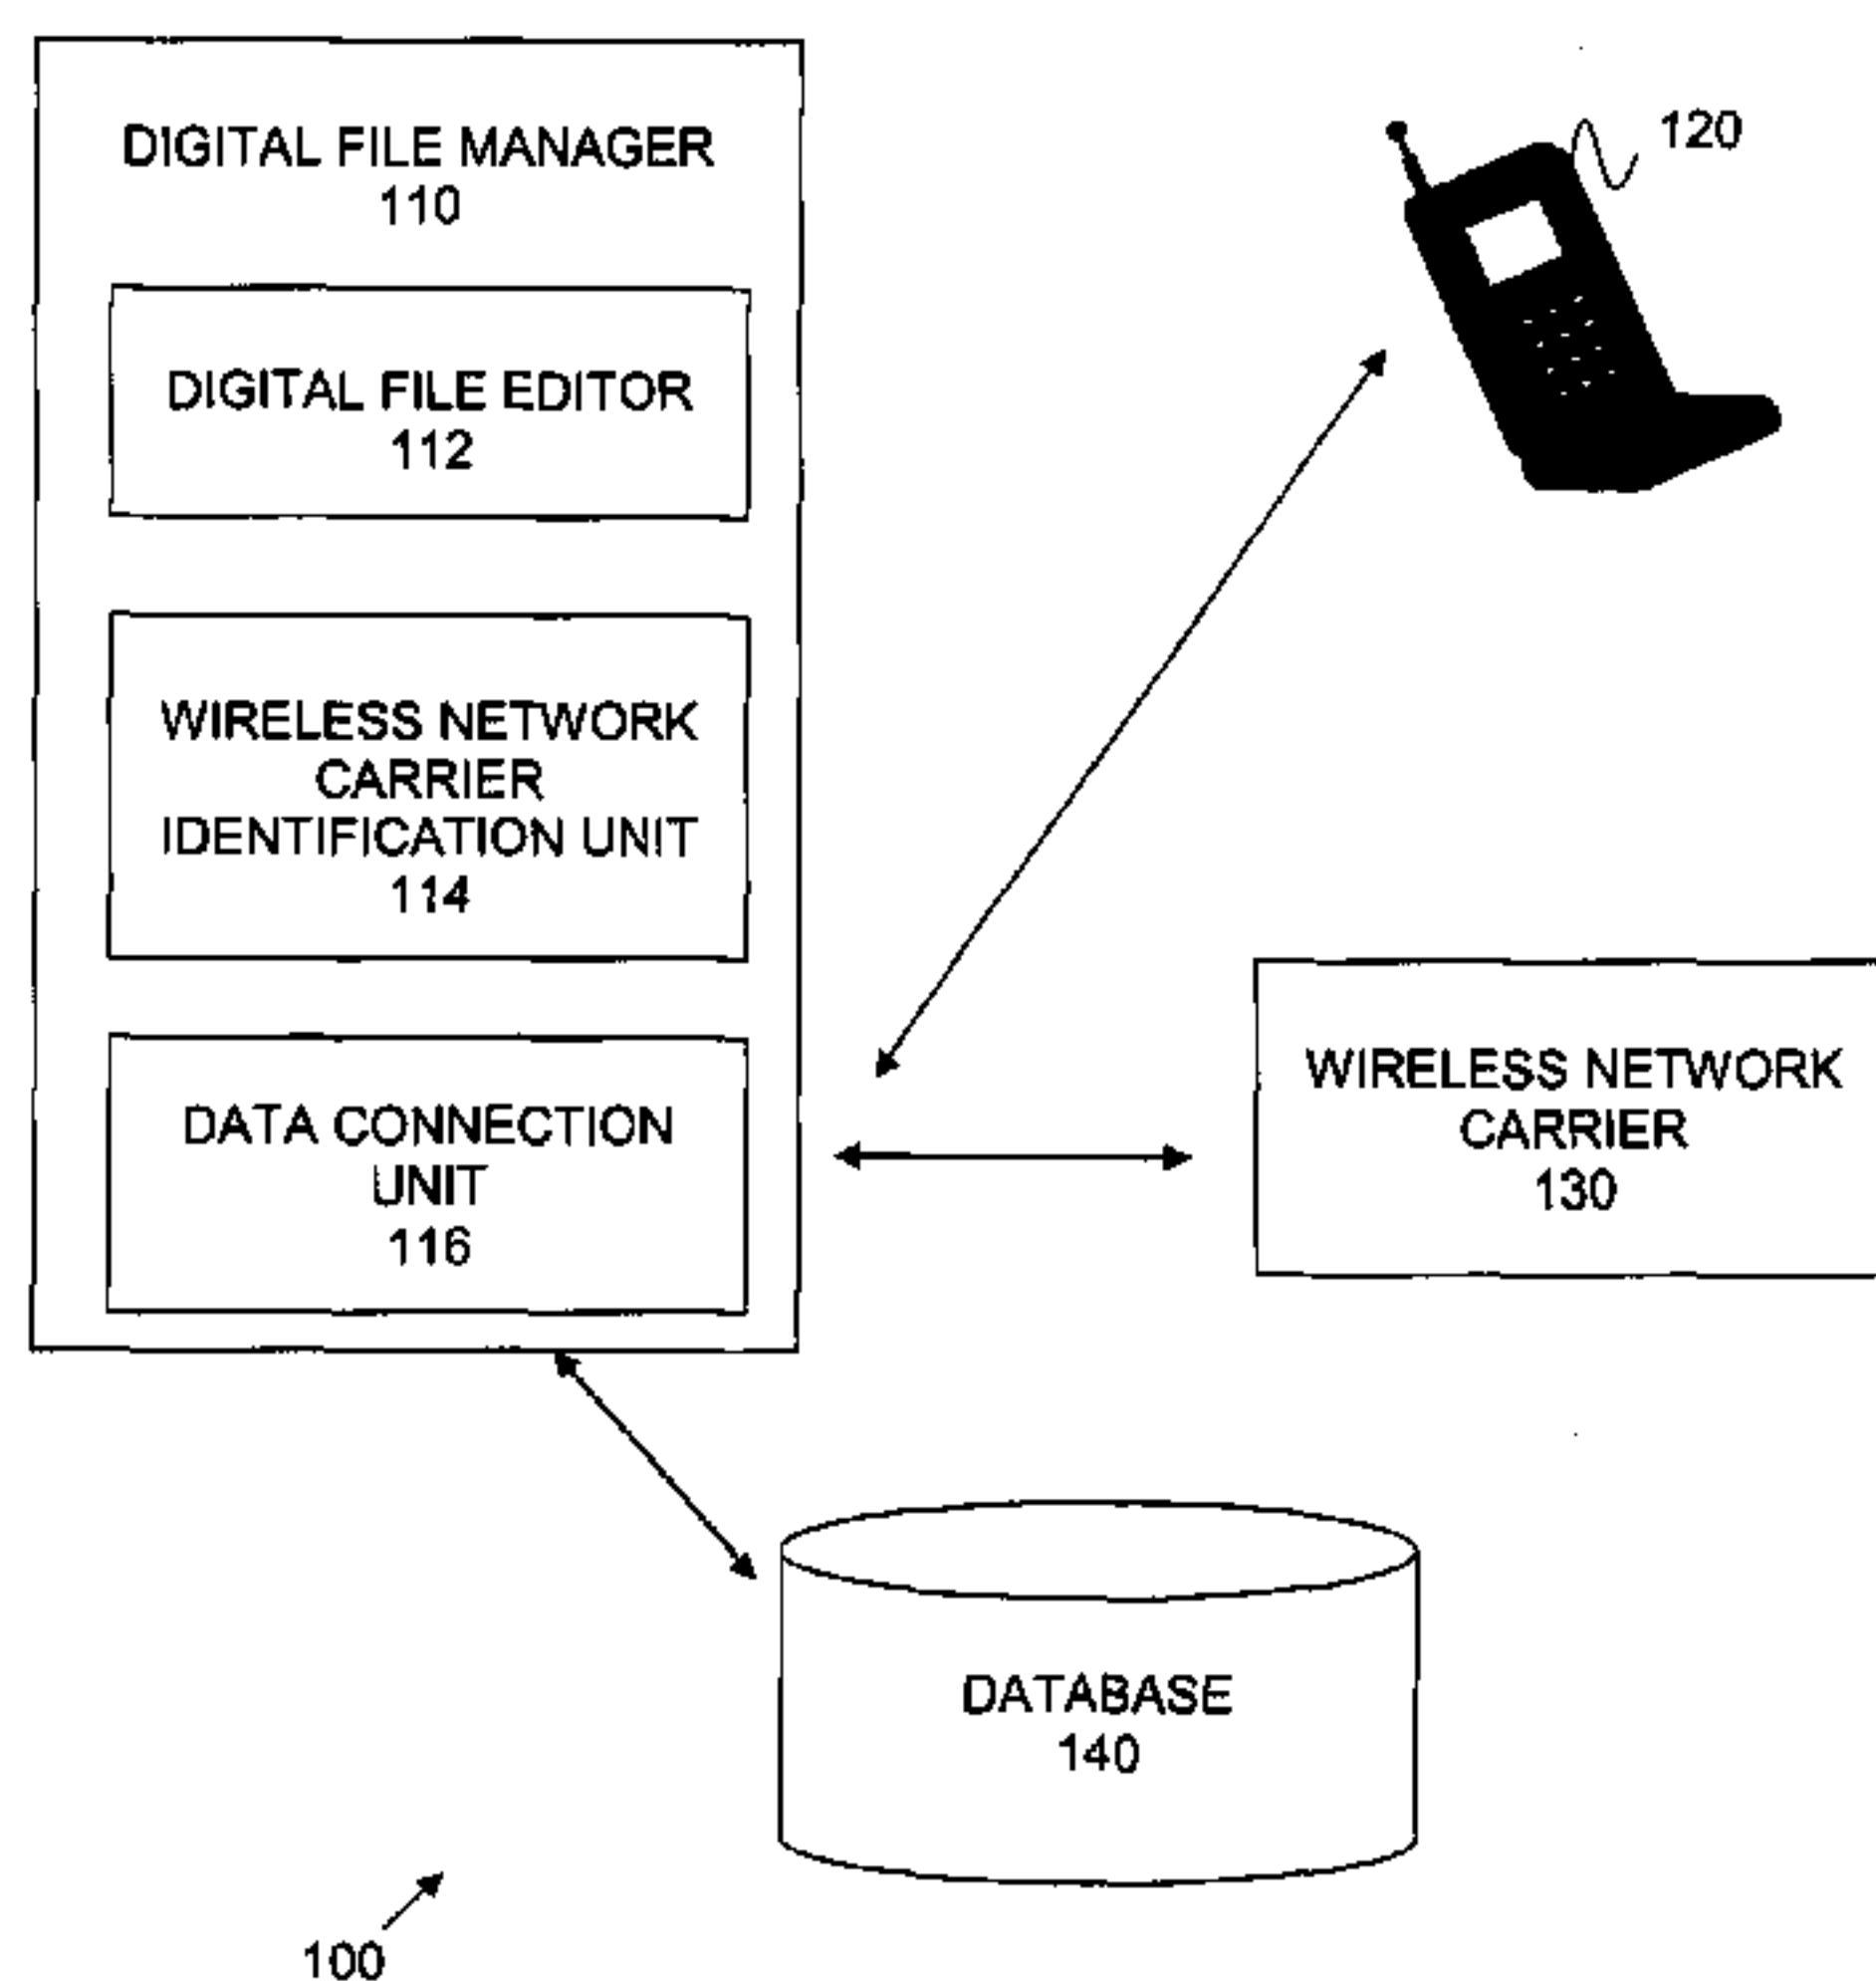 DIGITAL FILE MANAGER
110
120
DIGITAL FILE EDITOR
112
WIRELESS NETWORK
CARRIER
IDENTIFICATION UNIT
114
DATA CONNECTION
UNIT
116
WIRELESS NETWORK
CARRIER
130
DATABASE
140
100